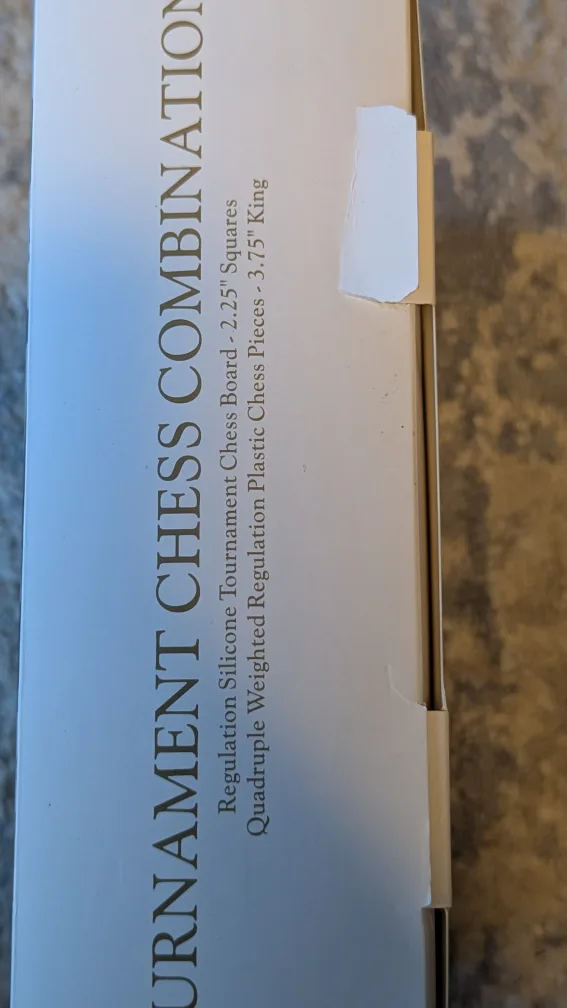 URNAMENT CHESS COMBINATION
Regulation Silicone Tournament Chess Board - 2.25" Squares
Quadruple Weighted Regulation Plastic Chess Pieces - 3.75" King